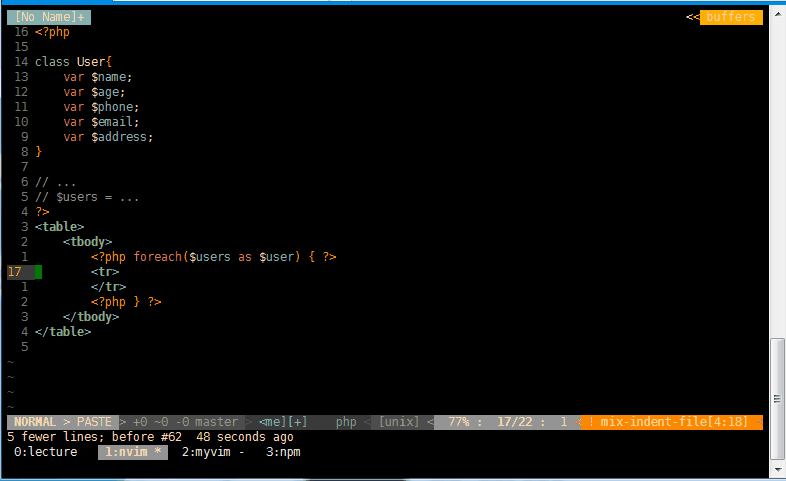 [No Name]+ << buffers
16 <?php
15
14 class User{
13     var $name;
12     var $age;
11     var $phone;
10     var $email;
9     var $address;
8 }
7
6 // ...
5 // $users = ...
4 ?>
3 <table>
2     <tbody>
1         <?php foreach($users as $user) { ?>
17         <tr>
1         </tr>
2         <?php } ?>
3     </tbody>
4 </table>
5
~
~
~
~
NORMAL > PASTE > +0 ~0 -0 master > <me][+] php < [unix] < 77% : 17/22 : 1 < ! mix-indent-file[4:18]
5 fewer lines; before #62  48 seconds ago
0:lecture   1:nvim *  2:myvim -   3:npm